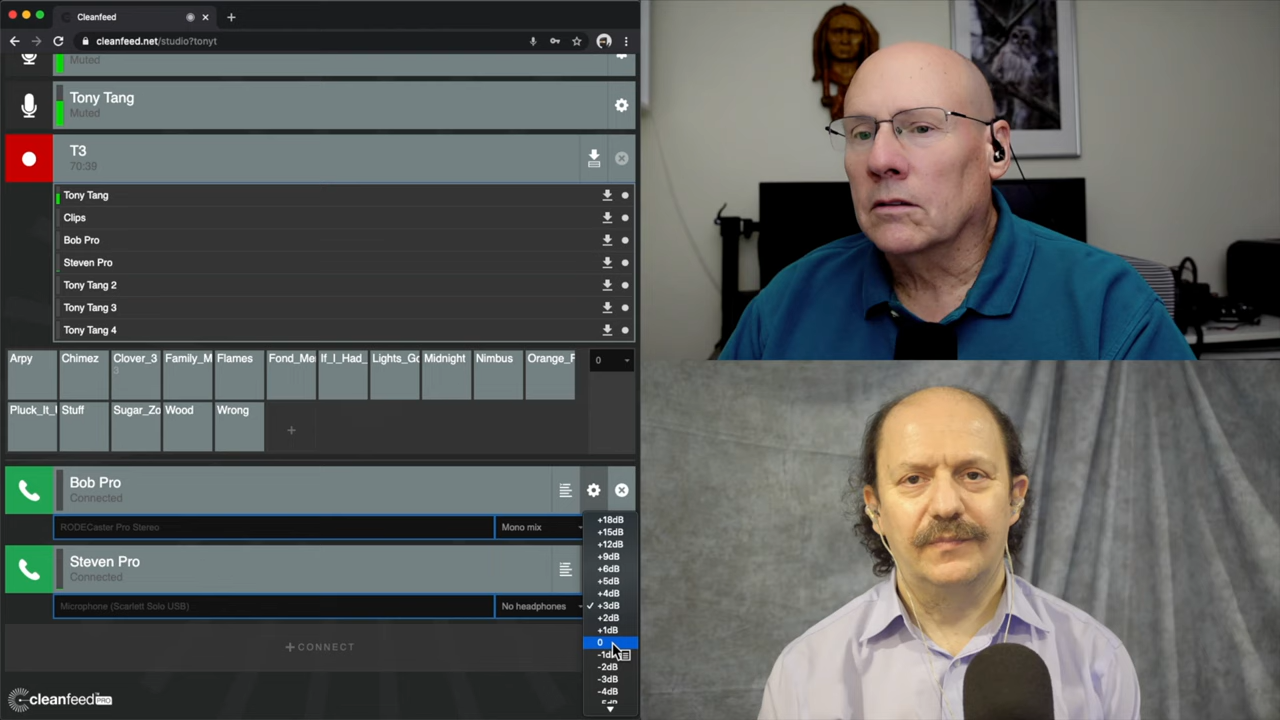 Cleanfeed
cleanfeed.net/studio?tonyt
Muted
Tony Tang
Muted
T3
70:39
Tony Tang
Clips
Bob Pro
Steven Pro
Tony Tang 2
Tony Tang 3
Tony Tang 4
Arpy Chimez Clover_3 Family_M Flames Fond_Me If_I_Had_ Lights_Go Midnight Nimbus Orange_F 0
3
Pluck_It_I Stuff Sugar_Zo Wood Wrong
+
Bob Pro
Connected
RODECaster Pro Stereo Mono mix
Steven Pro
Connected
Microphone (Scarlett Solo USB) No headphones
+18dB
+15dB
+12dB
+9dB
+6dB
+5dB
+4dB
✓ +3dB
+2dB
+1dB
0
-1dB
-2dB
-3dB
-4dB
+ CONNECT
cleanfeed PRO